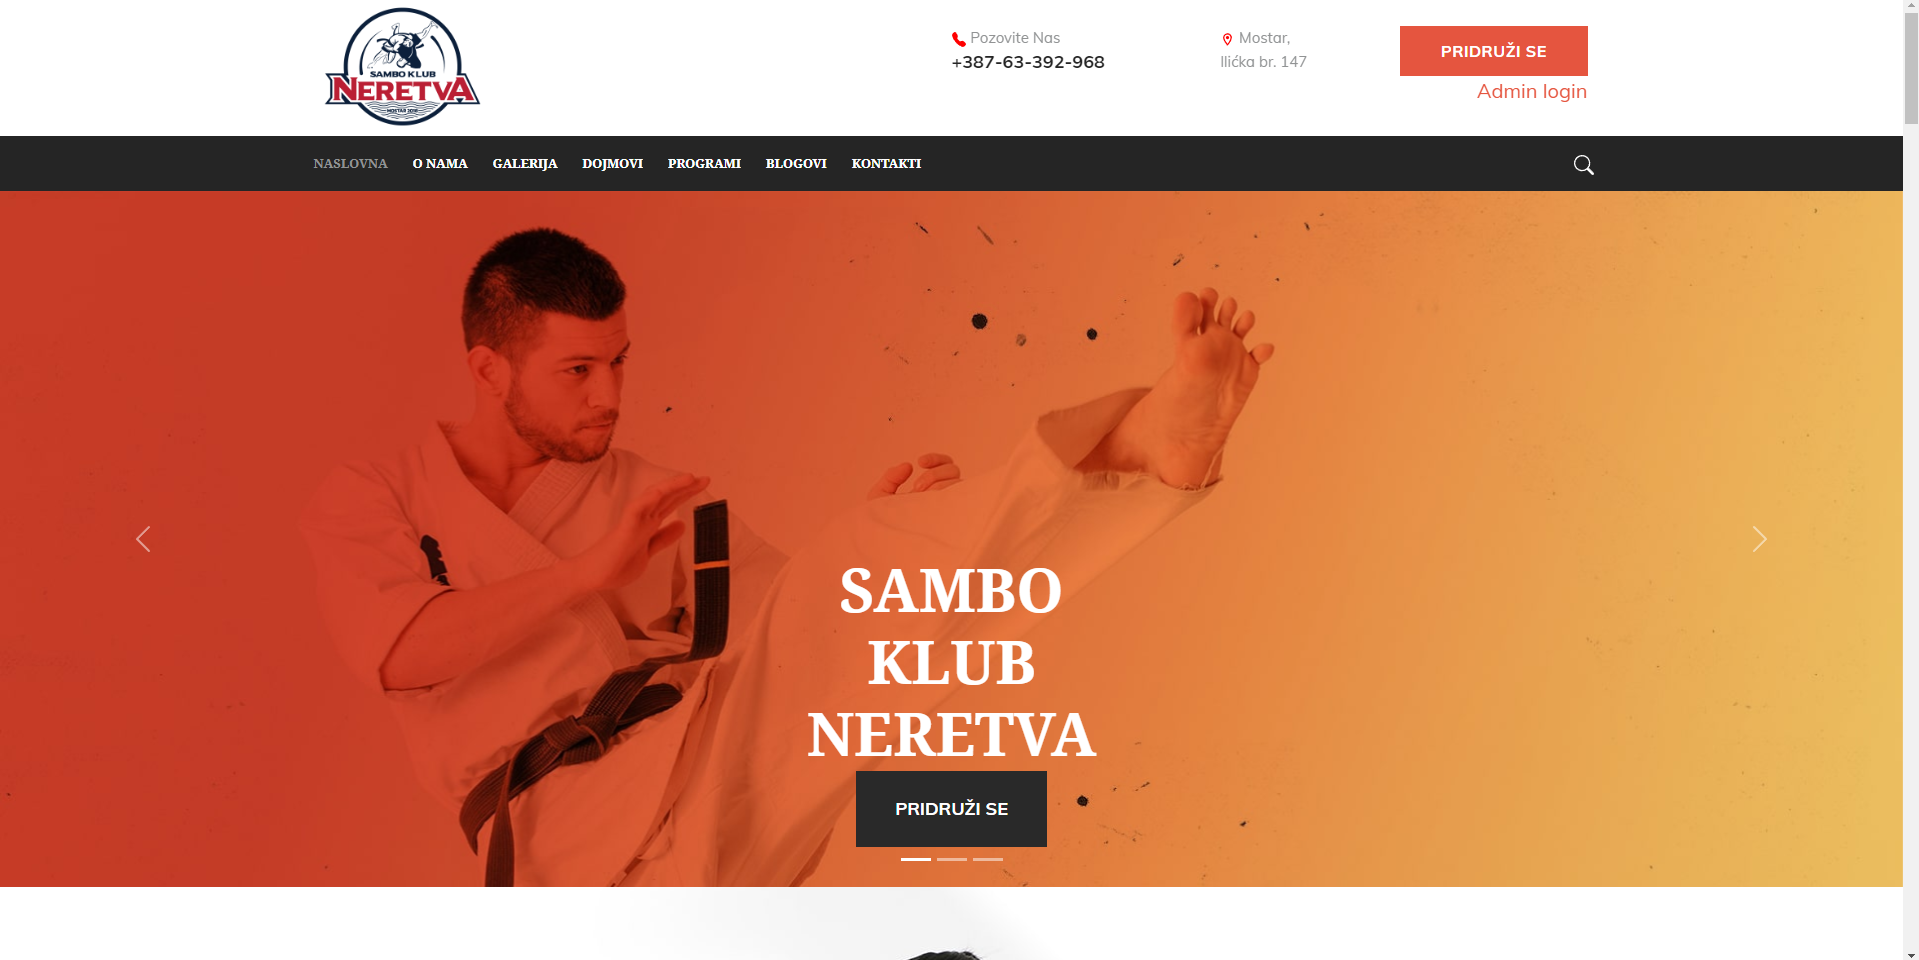 SAMBO KLUB
NERETVA
MOSTAR 2016
Pozovite Nas
+387-63-392-968
Mostar,
Ilićka br. 147
PRIDRUŽI SE
Admin login
NASLOVNA O NAMA GALERIJA DOJMOVI PROGRAMI BLOGOVI KONTAKTI
SAMBO
KLUB
NERETVA
PRIDRUŽI SE